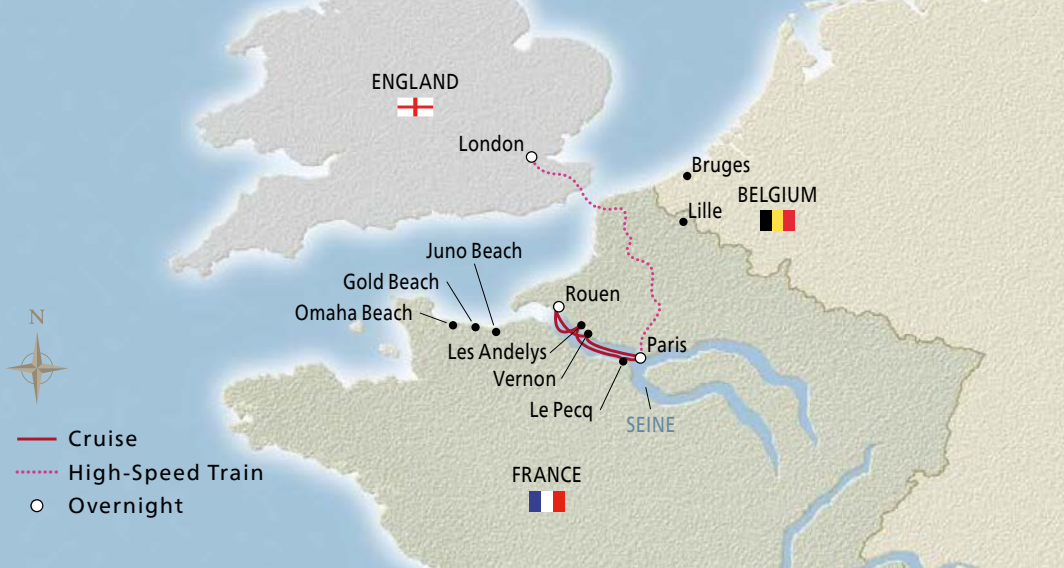 ENGLAND
London
Bruges
BELGIUM
Lille
Juno Beach
Gold Beach
Omaha Beach
Rouen
Les Andelys
Paris
Vernon
Le Pecq
SEINE
FRANCE
N
Cruise
High-Speed Train
Overnight